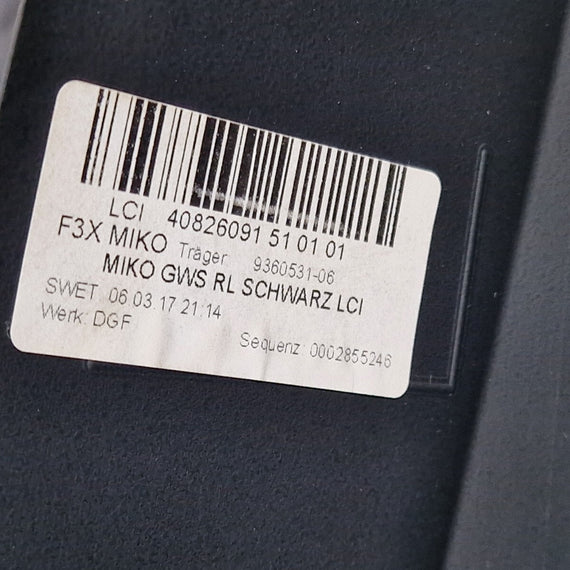 LCI 40826091 51 01 01
F3X MIKO Träger 9360531-06
MIKO GWS RL SCHWARZ LCI
SWET 06.03.17 21:14
Werk: DGF
Sequenz 0002855246